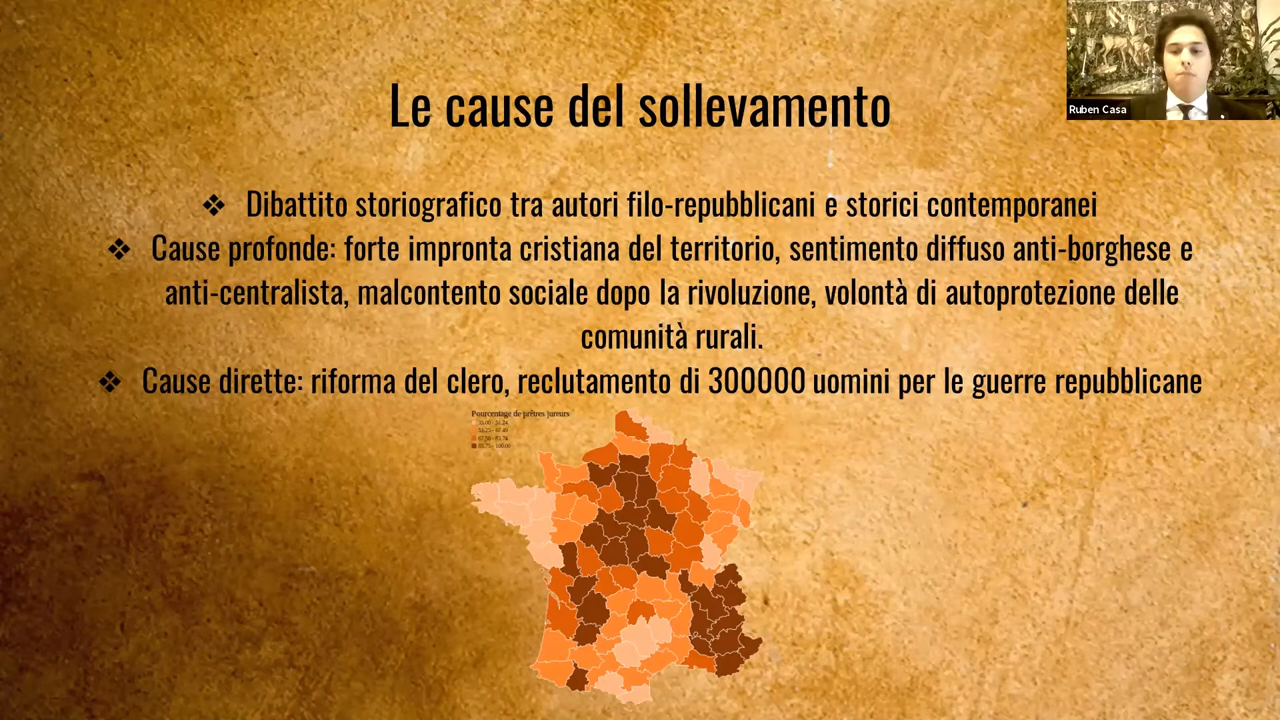 Le cause del sollevamento
Ruben Casa
❖ Dibattito storiografico tra autori filo-repubblicani e storici contemporanei
❖ Cause profonde: forte impronta cristiana del territorio, sentimento diffuso anti-borghese e
anti-centralista, malcontento sociale dopo la rivoluzione, volontà di autoprotezione delle
comunità rurali.
❖ Cause dirette: riforma del clero, reclutamento di 300000 uomini per le guerre repubblicane
Pourcentage de prêtres jureurs